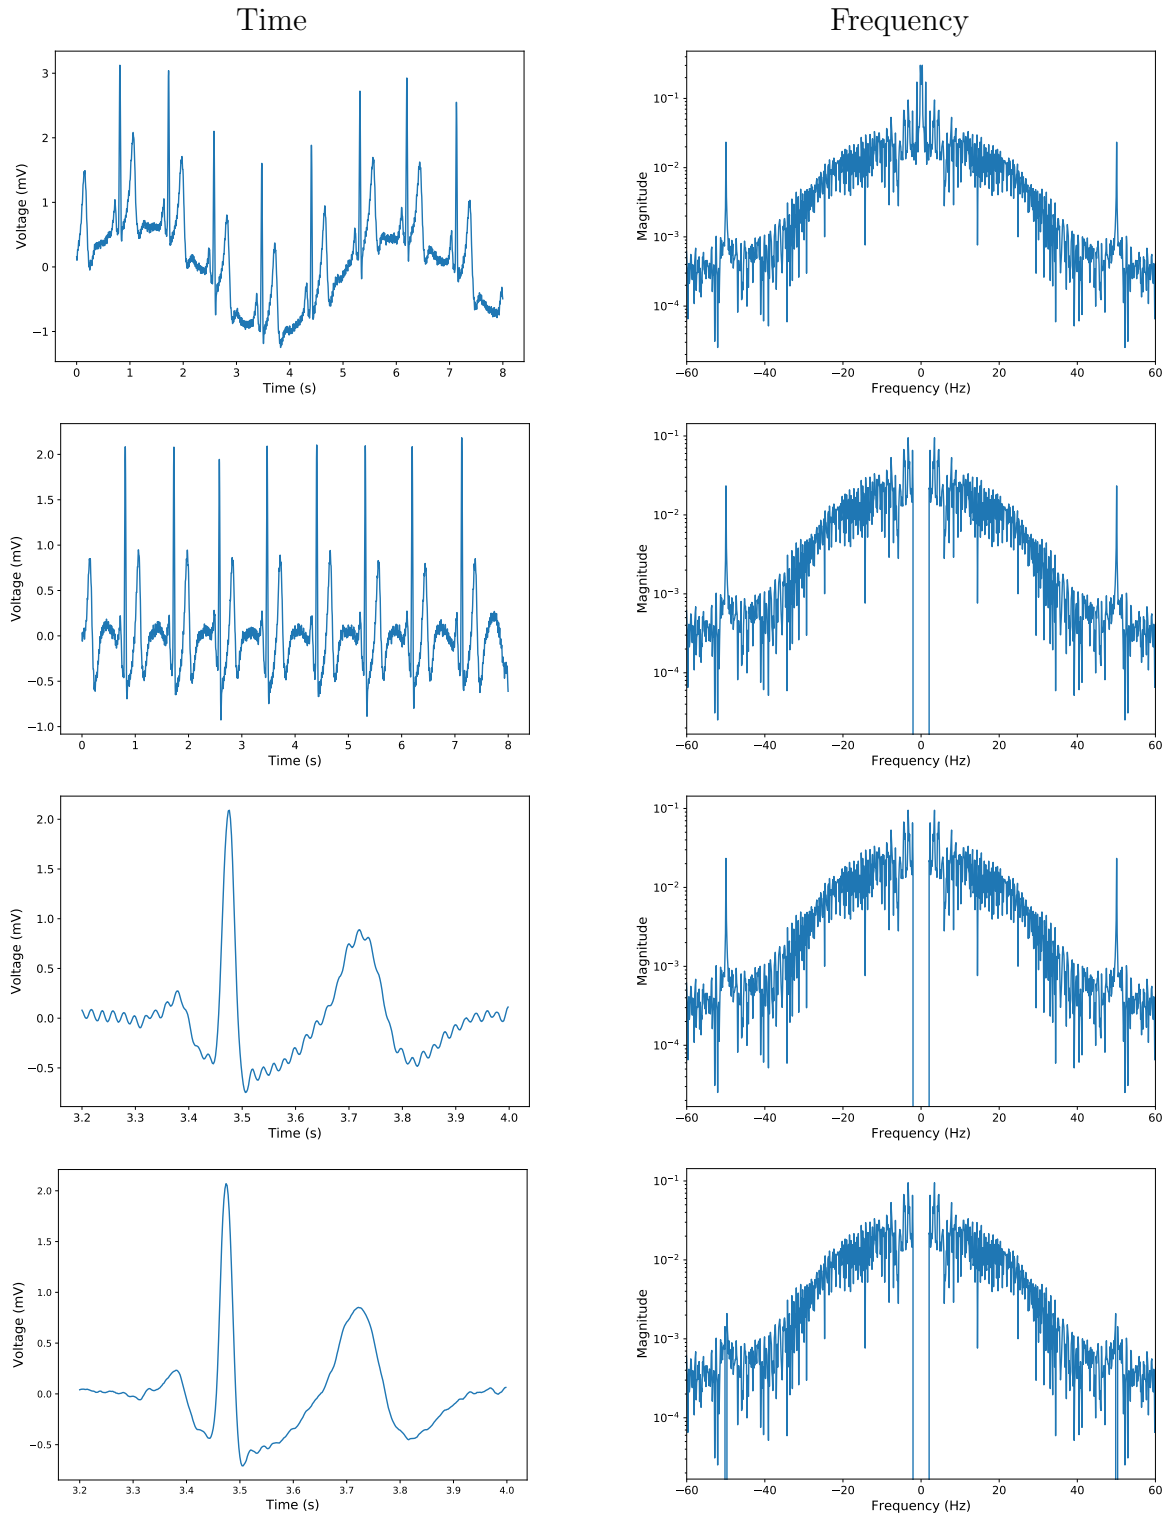 Time
Frequency
3
2
1
0
−1
Voltage (mV)
0 1 2 3 4 5 6 7 8
Time (s)
10⁻¹
10⁻²
10⁻³
10⁻⁴
Magnitude
−60 −40 −20 0 20 40 60
Frequency (Hz)
2.0
1.5
1.0
0.5
0.0
−0.5
−1.0
Voltage (mV)
0 1 2 3 4 5 6 7 8
Time (s)
10⁻¹
10⁻²
10⁻³
10⁻⁴
Magnitude
−60 −40 −20 0 20 40 60
Frequency (Hz)
2.0
1.5
1.0
0.5
0.0
−0.5
Voltage (mV)
3.2 3.3 3.4 3.5 3.6 3.7 3.8 3.9 4.0
Time (s)
10⁻¹
10⁻²
10⁻³
10⁻⁴
Magnitude
−60 −40 −20 0 20 40 60
Frequency (Hz)
2.0
1.5
1.0
0.5
0.0
−0.5
Voltage (mV)
3.2 3.3 3.4 3.5 3.6 3.7 3.8 3.9 4.0
Time (s)
10⁻¹
10⁻²
10⁻³
10⁻⁴
Magnitude
−60 −40 −20 0 20 40 60
Frequency (Hz)